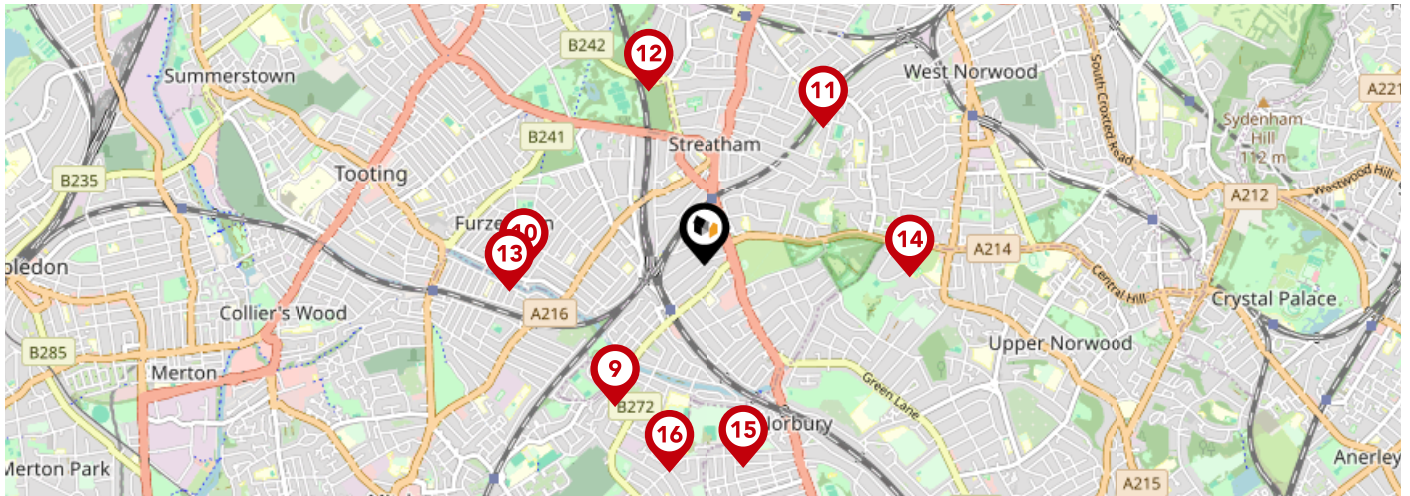 B242
12
Summerstown
West Norwood
11
A221
South Croxted Road
Sydenham
Hill
112 m
B241
Streatham
Tooting
B235
Westwood Hill
A212
Furze
10
13
14
A214
Central Hill
Crystal Palace
A216
Collier's Wood
Upper Norwood
B285
Merton
9
B272
Green Lane
16
15
Norbury
Merton Park
A215
Anerley